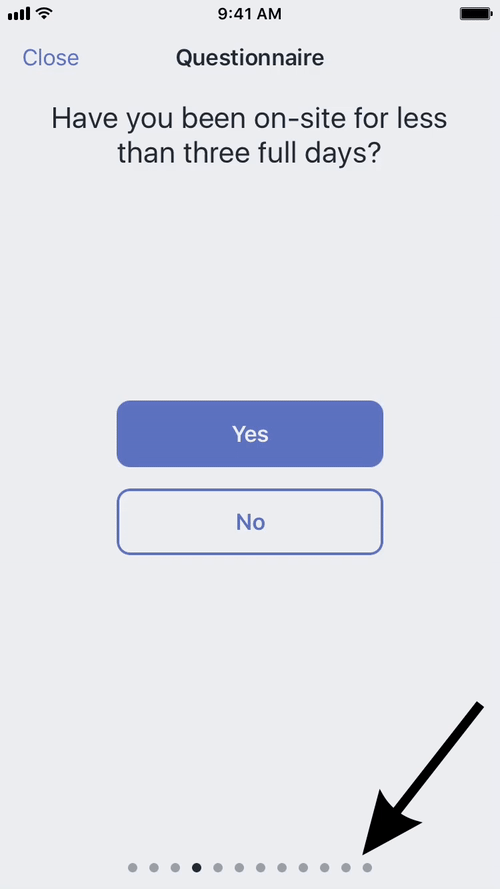 9:41 AM
Close Questionnaire
Have you been on-site for less
than three full days?
Yes
No